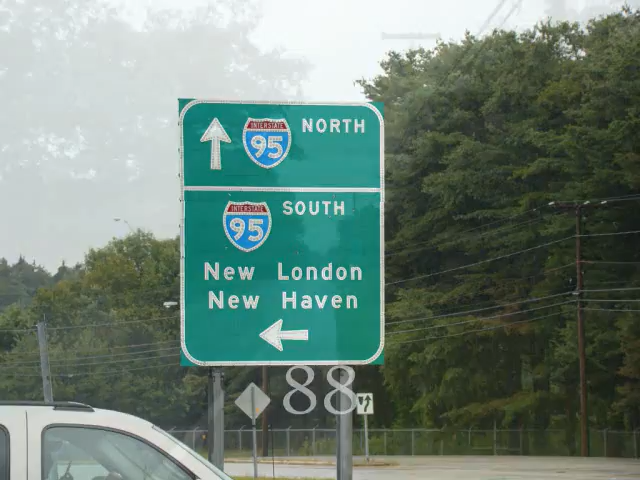 INTERSTATE 95 NORTH
INTERSTATE 95 SOUTH
New London
New Haven
88